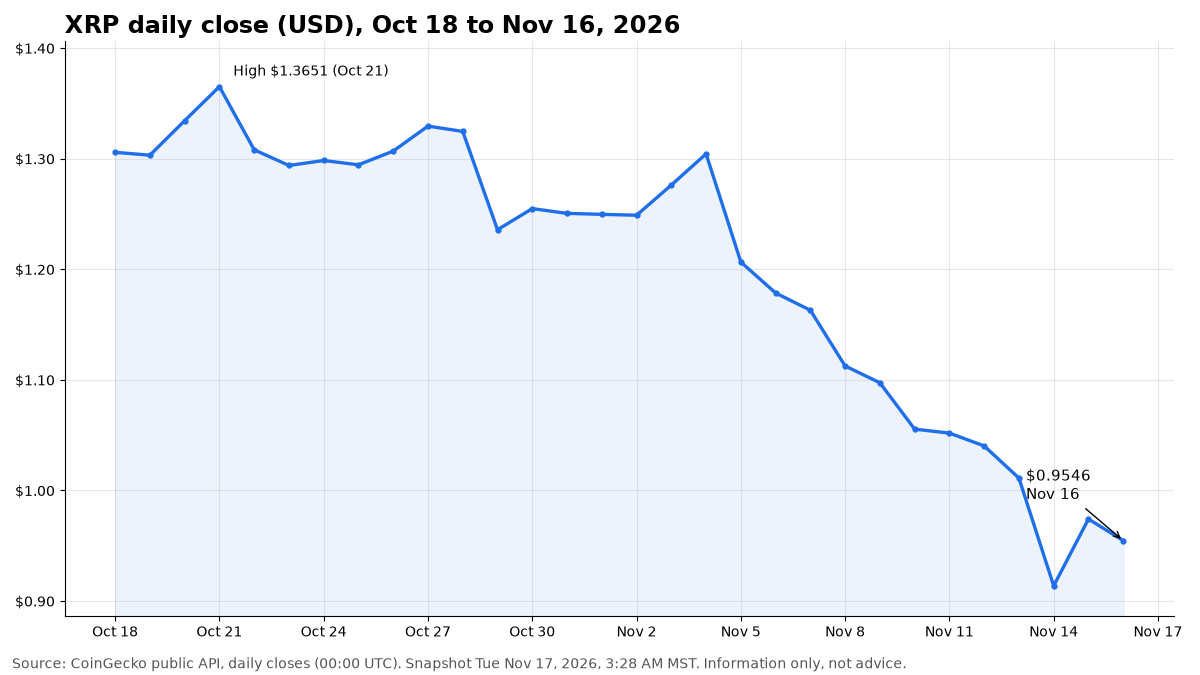 XRP daily close (USD), Oct 18 to Nov 16, 2026
$1.40
High $1.3651 (Oct 21)
$1.30
$1.20
$1.10
$0.9546
$1.00
Nov 16
$0.90
Oct 18 Oct 21 Oct 24 Oct 27 Oct 30 Nov 2 Nov 5 Nov 8 Nov 11 Nov 14 Nov 17
Source: CoinGecko public API, daily closes (00:00 UTC). Snapshot Tue Nov 17, 2026, 3:28 AM MST. Information only, not advice.